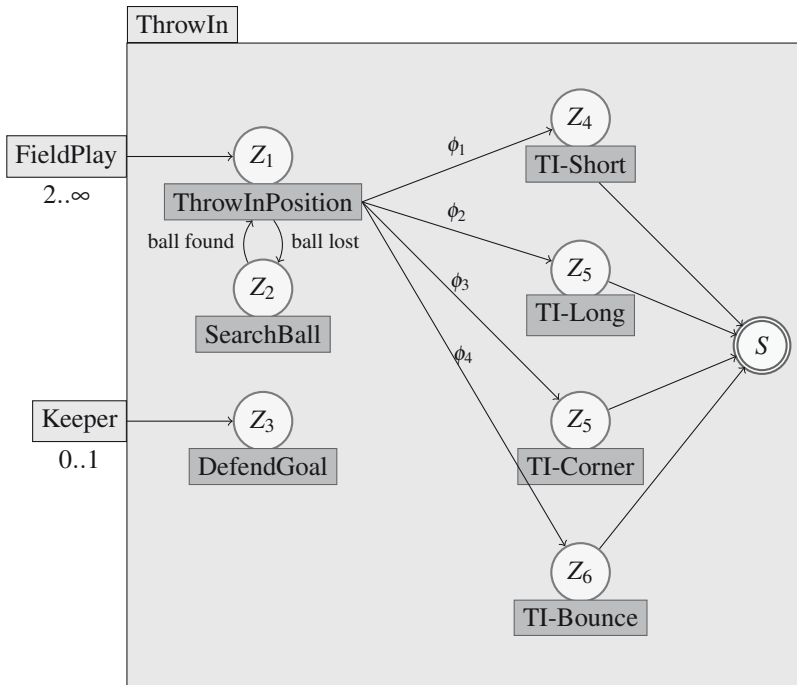 ThrowIn
FieldPlay
2..∞
Z1
ThrowInPosition
ball found
ball lost
Z2
SearchBall
Keeper
0..1
Z3
DefendGoal
ϕ1
ϕ2
ϕ3
ϕ4
Z4
TI-Short
Z5
TI-Long
Z5
TI-Corner
Z6
TI-Bounce
S